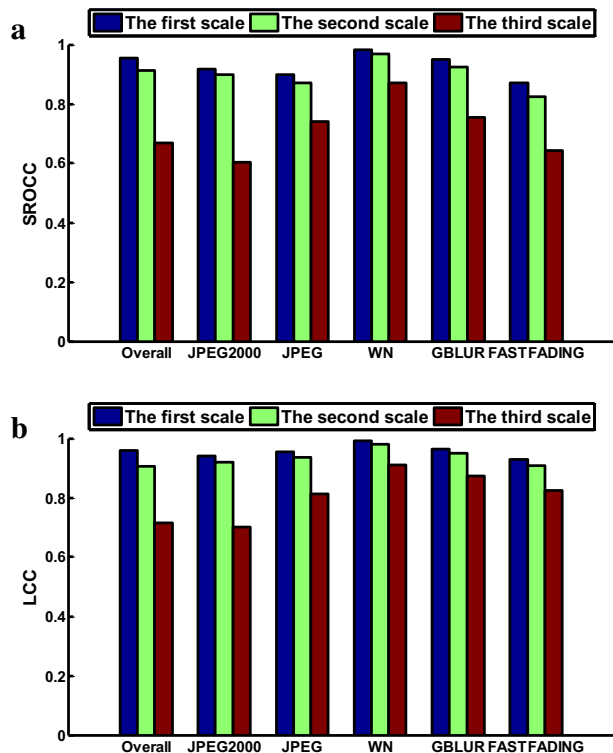 a
The first scale The second scale The third scale
1
0.8
0.6
0.4
0.2
0
SROCC
Overall JPEG2000 JPEG WN GBLUR FASTFADING
b
The first scale The second scale The third scale
1
0.8
0.6
0.4
0.2
0
LCC
Overall JPEG2000 JPEG WN GBLUR FASTFADING